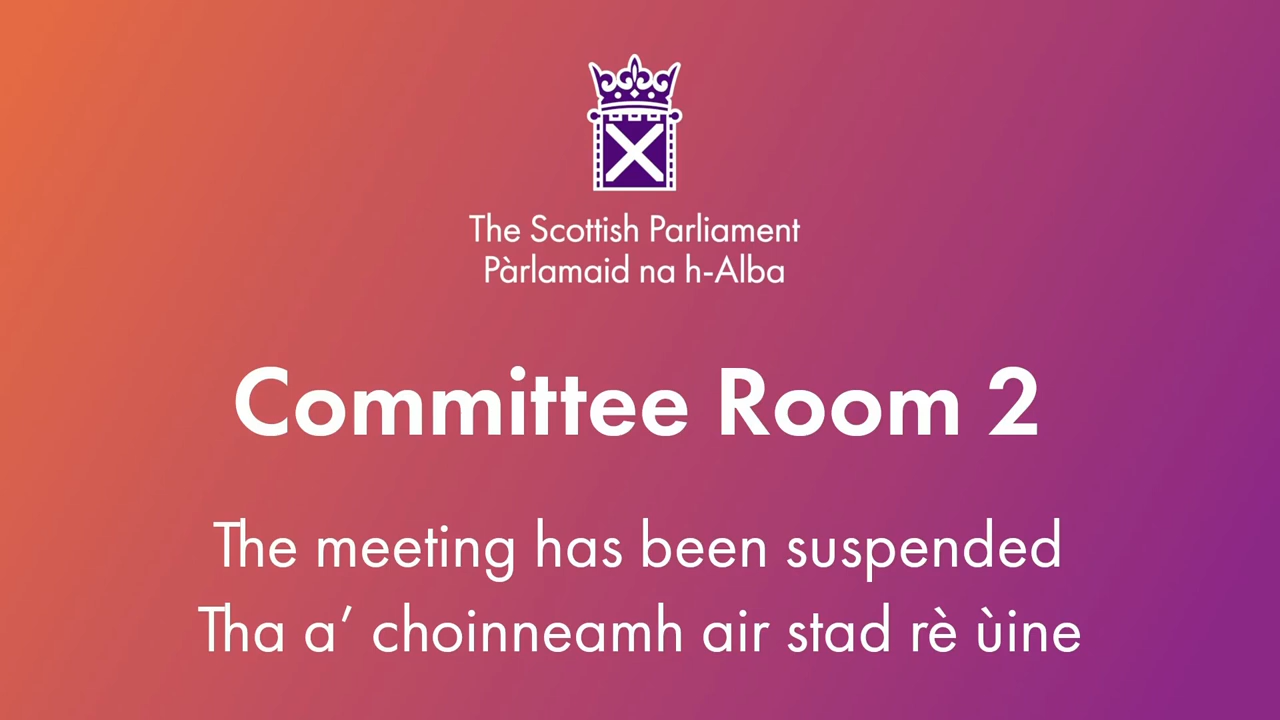 The Scottish Parliament
Pàrlamaid na h-Alba
Committee Room 2
The meeting has been suspended
Tha a’ choinneamh air stad rè ùine